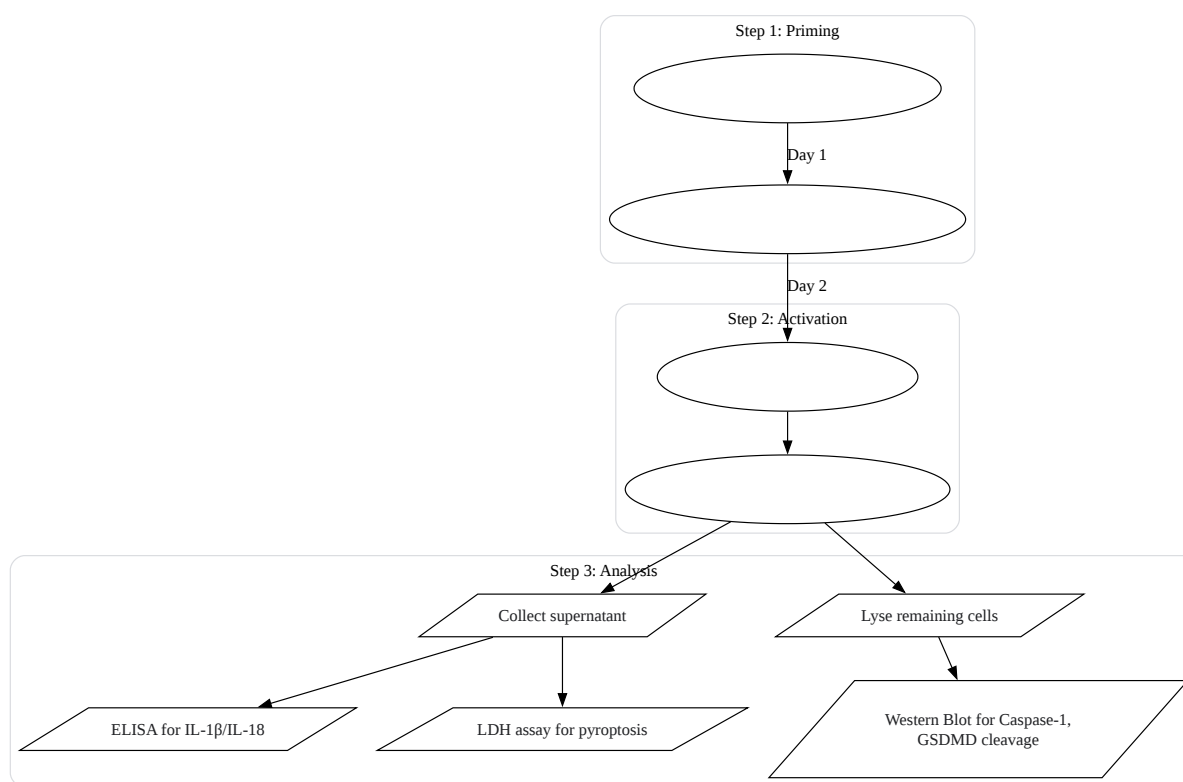 Step 1: Priming
Day 1
Day 2
Step 2: Activation
Step 3: Analysis
Collect supernatant
Lyse remaining cells
ELISA for IL-1β/IL-18
LDH assay for pyroptosis
Western Blot for Caspase-1,
GSDMD cleavage